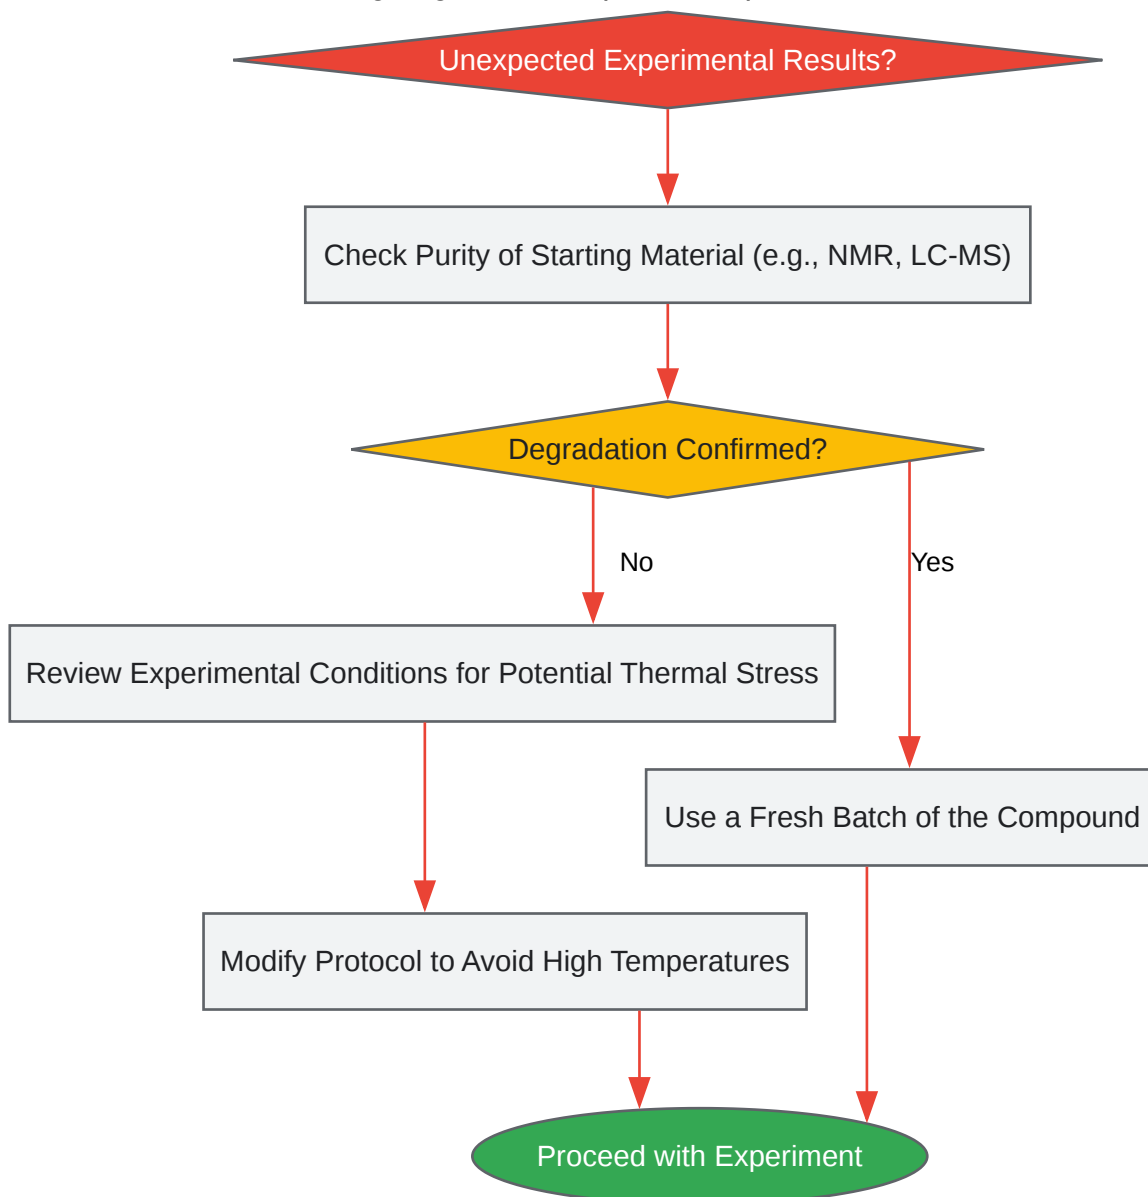 Unexpected Experimental Results?
Check Purity of Starting Material (e.g., NMR, LC-MS)
Degradation Confirmed?
No
Yes
Review Experimental Conditions for Potential Thermal Stress
Use a Fresh Batch of the Compound
Modify Protocol to Avoid High Temperatures
Proceed with Experiment